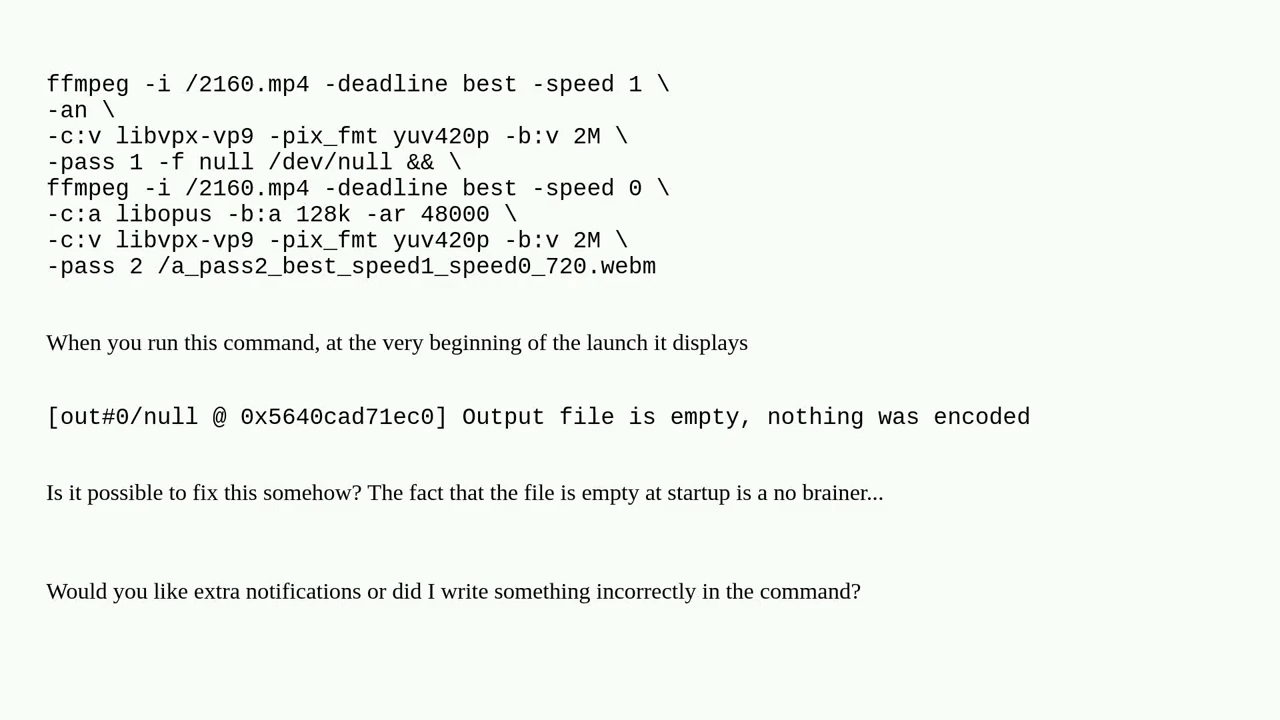 ffmpeg -i /2160.mp4 -deadline best -speed 1 \
-an \
-c:v libvpx-vp9 -pix_fmt yuv420p -b:v 2M \
-pass 1 -f null /dev/null && \
ffmpeg -i /2160.mp4 -deadline best -speed 0 \
-c:a libopus -b:a 128k -ar 48000 \
-c:v libvpx-vp9 -pix_fmt yuv420p -b:v 2M \
-pass 2 /a_pass2_best_speed1_speed0_720.webm
When you run this command, at the very beginning of the launch it displays
[out#0/null @ 0x5640cad71ec0] Output file is empty, nothing was encoded
Is it possible to fix this somehow? The fact that the file is empty at startup is a no brainer...
Would you like extra notifications or did I write something incorrectly in the command?